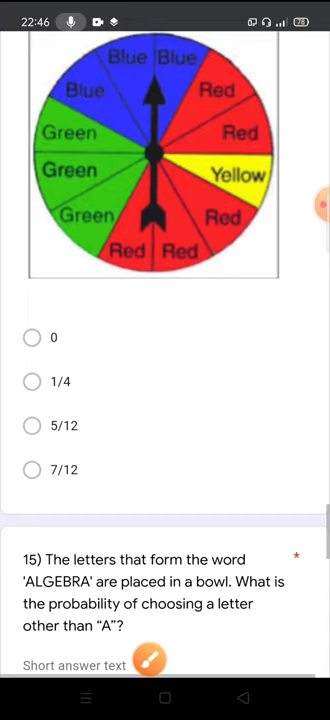 22:46
78
Blue Blue
Blue Red
Green Red
Green Yellow
Green Red
Red Red
0
1/4
5/12
7/12
15) The letters that form the word *
'ALGEBRA' are placed in a bowl. What is
the probability of choosing a letter
other than “A”?
Short answer text